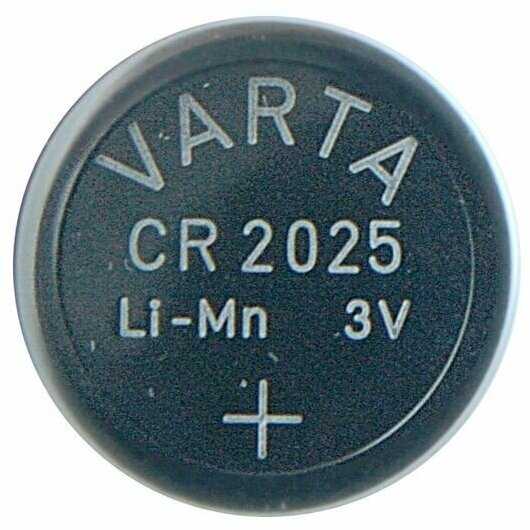 VARTA
CR 2025
Li-Mn 3V
+